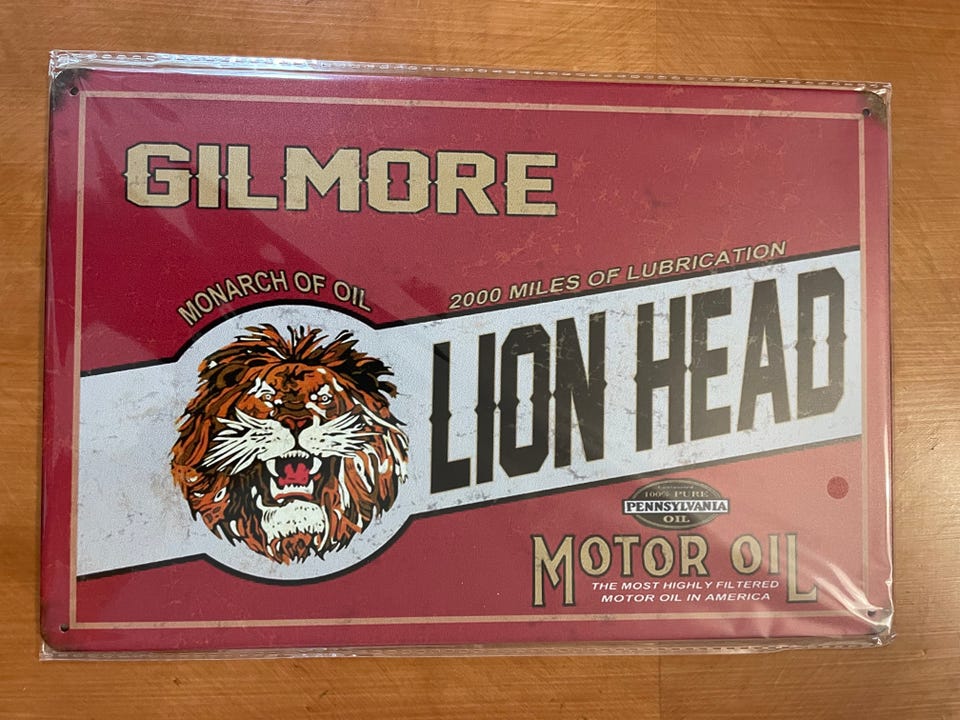 GILMORE
MONARCH OF OIL
2000 MILES OF LUBRICATION
LION HEAD
100% PURE
PENNSYLVANIA
OIL
MOTOR OIL
THE MOST HIGHLY FILTERED
MOTOR OIL IN AMERICA